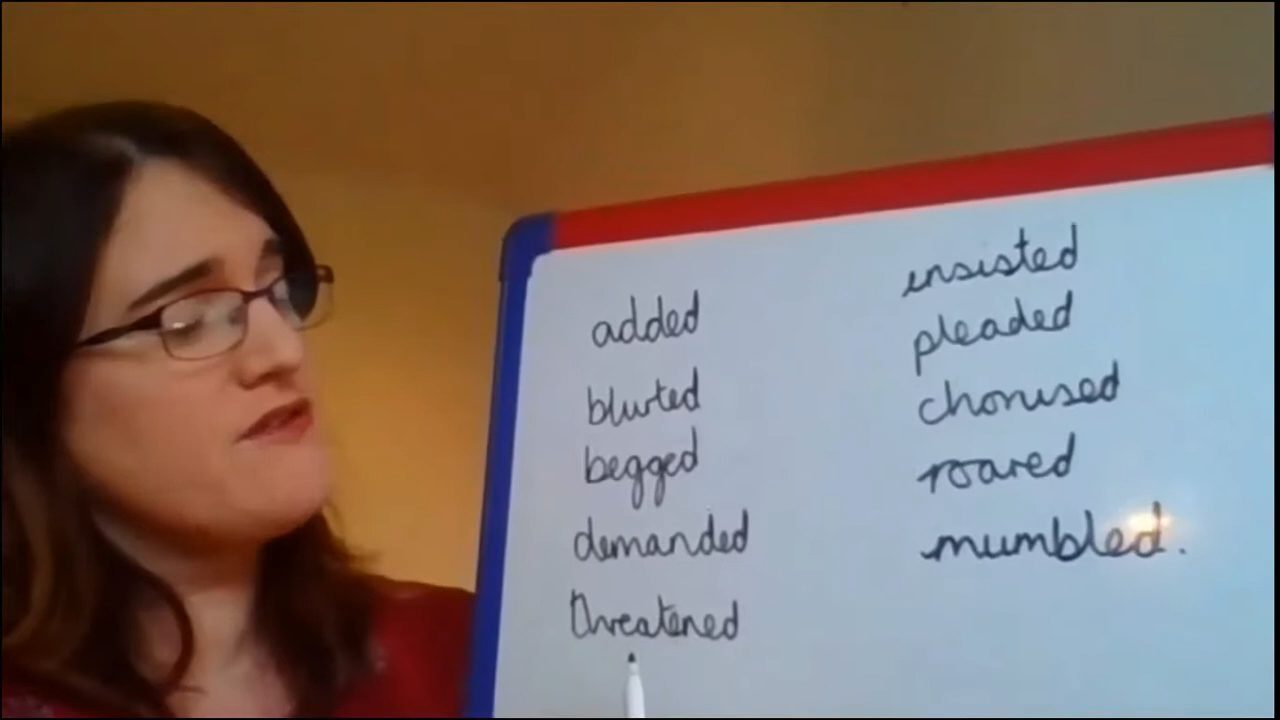 added
blurted
begged
demanded
threatened
insisted
pleaded
chorused
roared
mumbled.